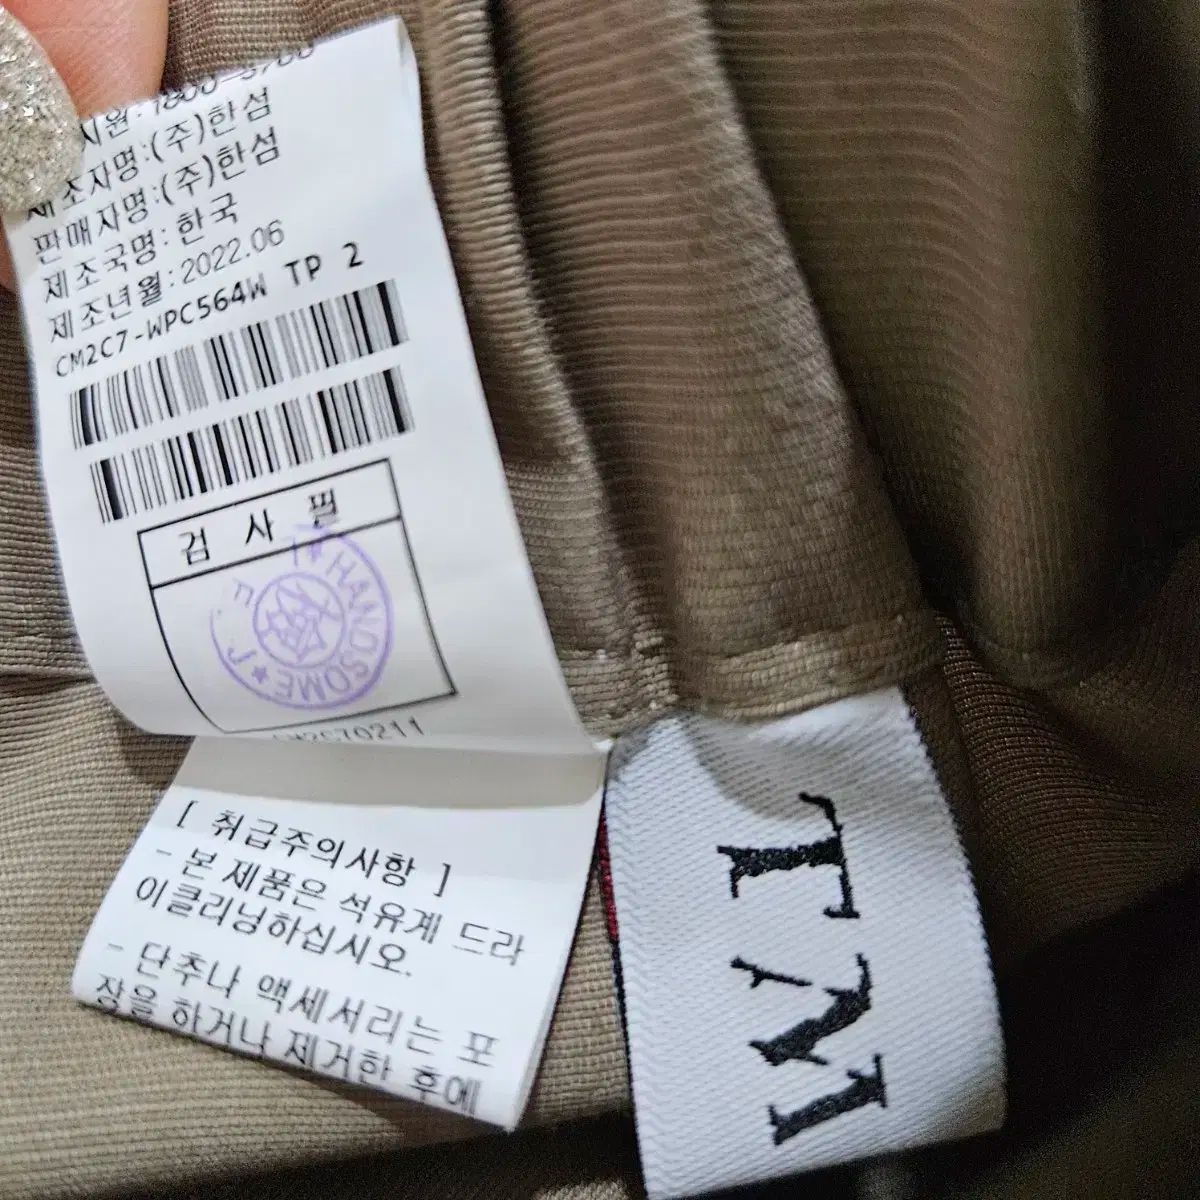 제조자명:(주)한섬
판매자명:(주)한섬
제조국명:한국
제조년월:2022.06
CM2C7-WPC564W TP 2
검 사 필
HANDSOME
[ 취급주의사항 ]
- 본 제품은 석유계 드라
이클리닝하십시오.
- 단추나 액세서리는 포
장을 하거나 제거한 후에